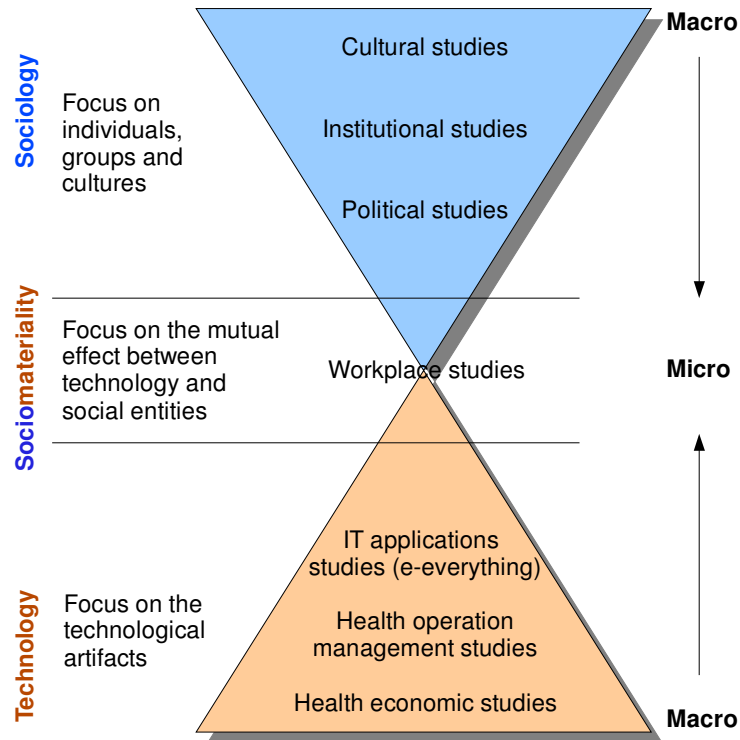 Sociology
Focus on
individuals,
groups and
cultures
Cultural studies
Institutional studies
Political studies
Macro
Sociomateriality
Focus on the mutual
effect between
technology and
social entities
Workplace studies
Micro
Technology
Focus on the
technological
artifacts
IT applications
studies (e-everything)
Health operation
management studies
Health economic studies
Macro